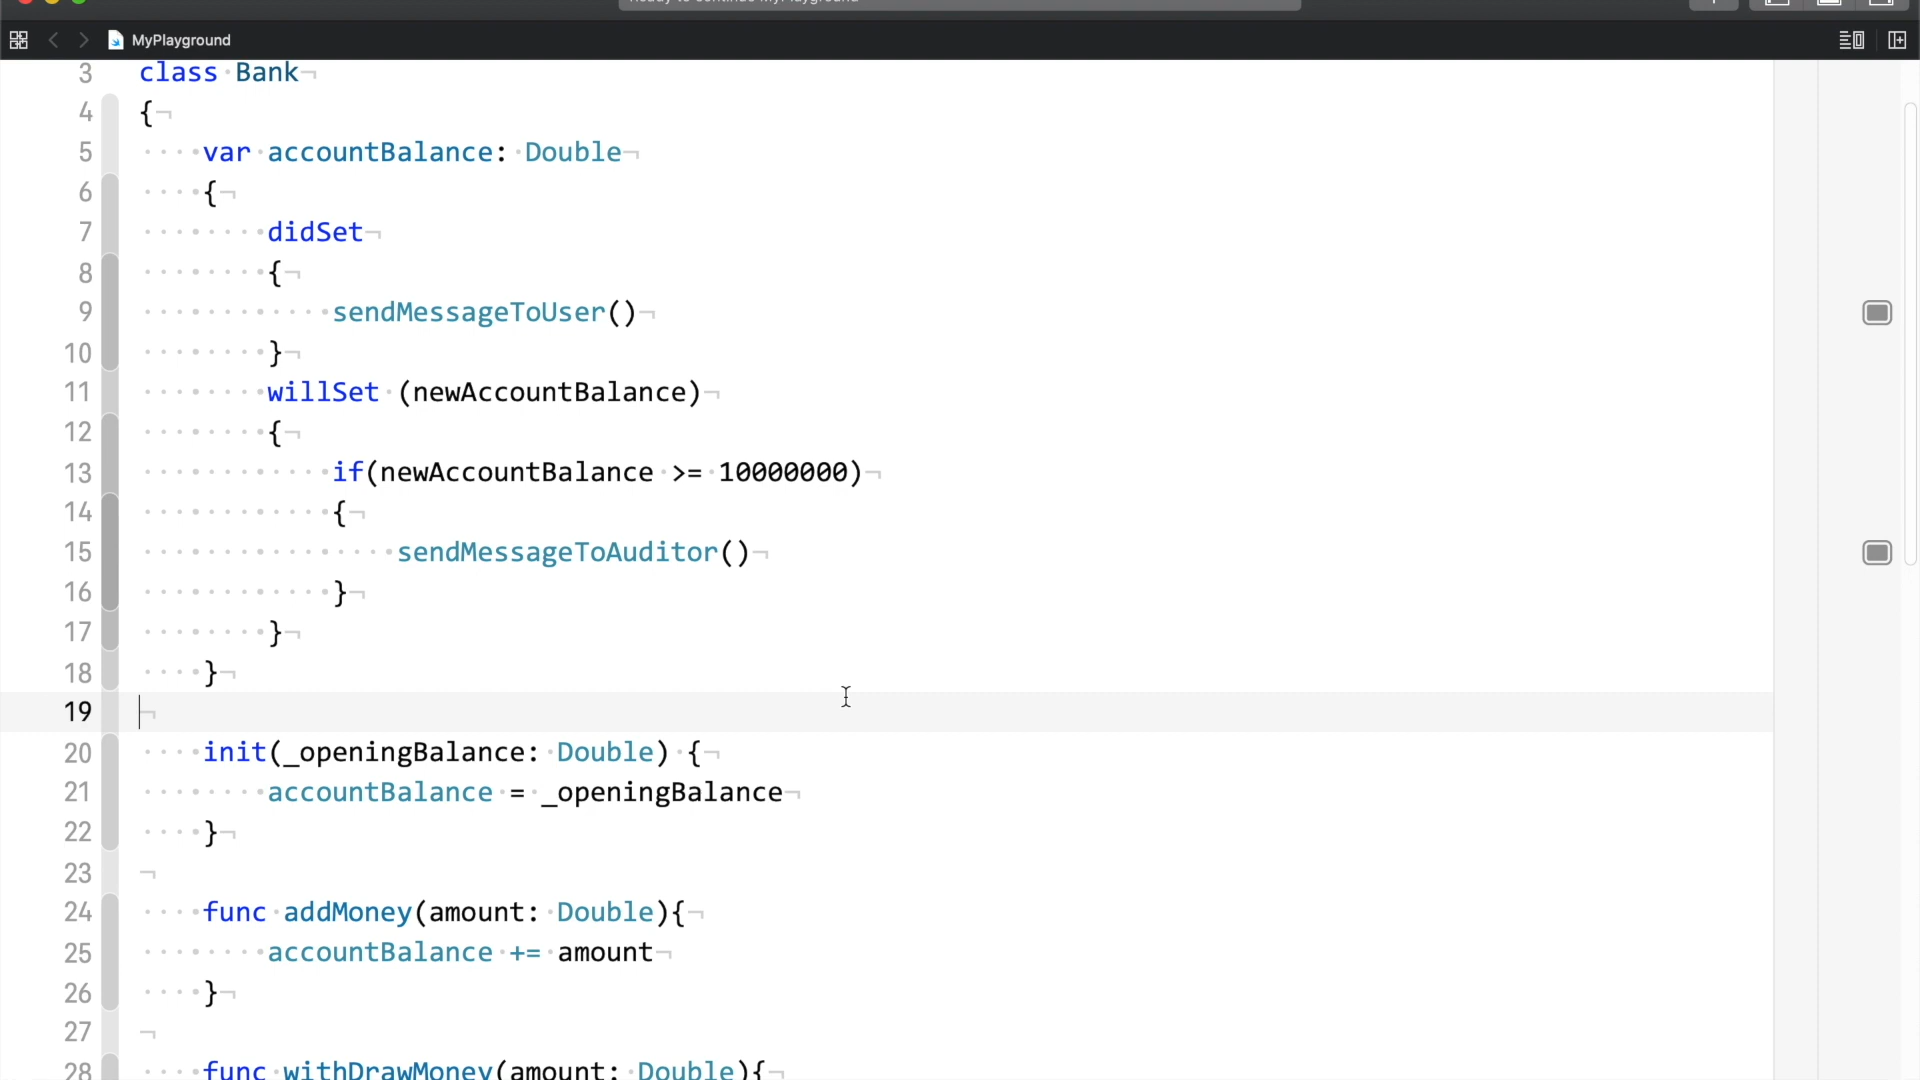 MyPlayground
3 class Bank
4 {
5 var accountBalance: Double
6 {
7 didSet
8 {
9 sendMessageToUser()
10 }
11 willSet (newAccountBalance)
12 {
13 if(newAccountBalance >= 10000000)
14 {
15 sendMessageToAuditor()
16 }
17 }
18 }
19
20 init(_openingBalance: Double) {
21 accountBalance = _openingBalance
22 }
23
24 func addMoney(amount: Double){
25 accountBalance += amount
26 }
27
28 func withDrawMoney(amount: Double){